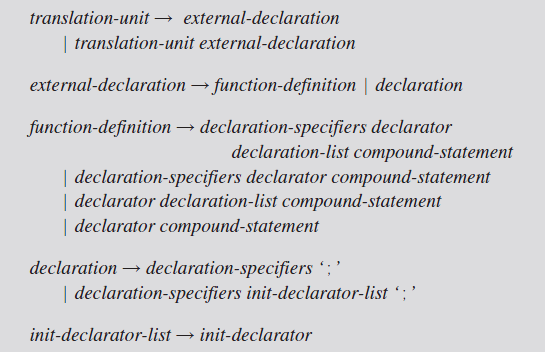 translation-unit → external-declaration
| translation-unit external-declaration
external-declaration → function-definition | declaration
function-definition → declaration-specifiers declarator
declaration-list compound-statement
| declaration-specifiers declarator compound-statement
| declarator declaration-list compound-statement
| declarator compound-statement
declaration → declaration-specifiers ‘;’
| declaration-specifiers init-declarator-list ‘;’
init-declarator-list → init-declarator